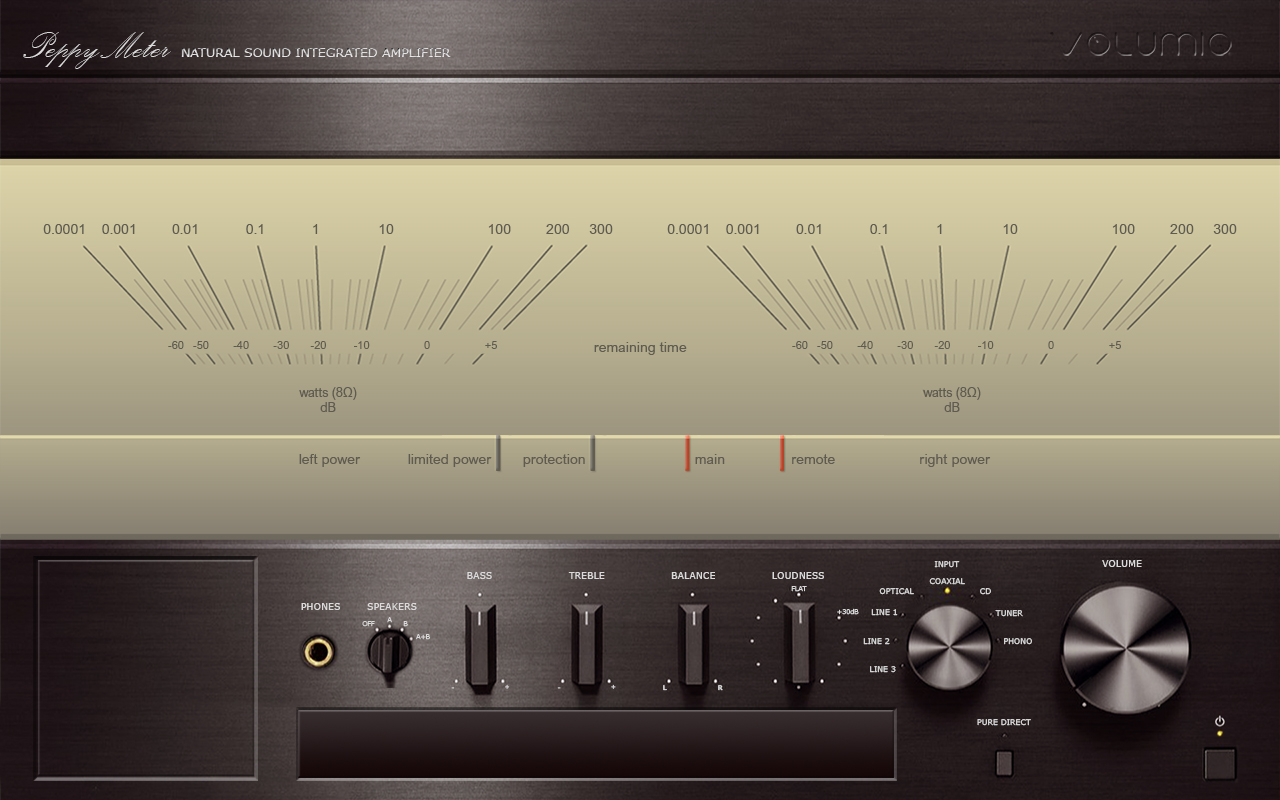 Peppy Meter NATURAL SOUND INTEGRATED AMPLIFIER
VOLUMIO
0.0001 0.001 0.01 0.1 1 10 100 200 300
-60 -50 -40 -30 -20 -10 0 +5
watts (8Ω)
dB
remaining time
0.0001 0.001 0.01 0.1 1 10 100 200 300
-60 -50 -40 -30 -20 -10 0 +5
watts (8Ω)
dB
left power limited power protection main remote right power
PHONES
SPEAKERS
OFF A B A+B
BASS
- +
TREBLE
- +
BALANCE
L R
LOUDNESS
FLAT
+30dB
INPUT
COAXIAL
OPTICAL CD
LINE 1 TUNER
LINE 2 PHONO
LINE 3
VOLUME
PURE DIRECT